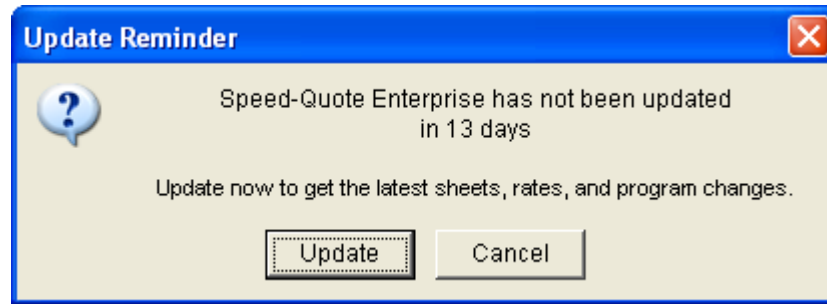 Update Reminder
Speed-Quote Enterprise has not been updated
in 13 days
Update now to get the latest sheets, rates, and program changes.
Update Cancel